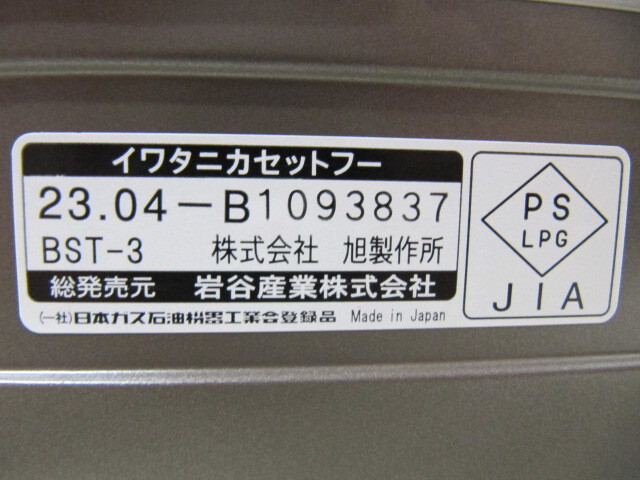 イワタニカセットフー
23.04-B1093837
BST-3 株式会社 旭製作所
総発売元 岩谷産業株式会社
(一社)日本ガス石油機器工業会登録品 Made in Japan
PS
LPG
JIA